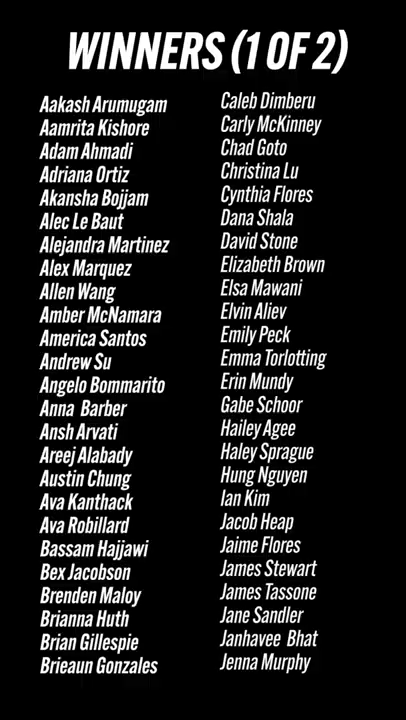 WINNERS (1 OF 2)
Aakash Arumugam
Aamrita Kishore
Adam Ahmadi
Adriana Ortiz
Akansha Bojjam
Alec Le Baut
Alejandra Martinez
Alex Marquez
Allen Wang
Amber McNamara
America Santos
Andrew Su
Angelo Bommarito
Anna Barber
Ansh Arvati
Areej Alabady
Austin Chung
Ava Kanthack
Ava Robillard
Bassam Hajjawi
Bex Jacobson
Brenden Maloy
Brianna Huth
Brian Gillespie
Brieaun Gonzales
Caleb Dimberu
Carly McKinney
Chad Goto
Christina Lu
Cynthia Flores
Dana Shala
David Stone
Elizabeth Brown
Elsa Mawani
Elvin Aliev
Emily Peck
Emma Torlotting
Erin Mundy
Gabe Schoor
Hailey Agee
Haley Sprague
Hung Nguyen
Ian Kim
Jacob Heap
Jaime Flores
James Stewart
James Tassone
Jane Sandler
Janhavee Bhat
Jenna Murphy